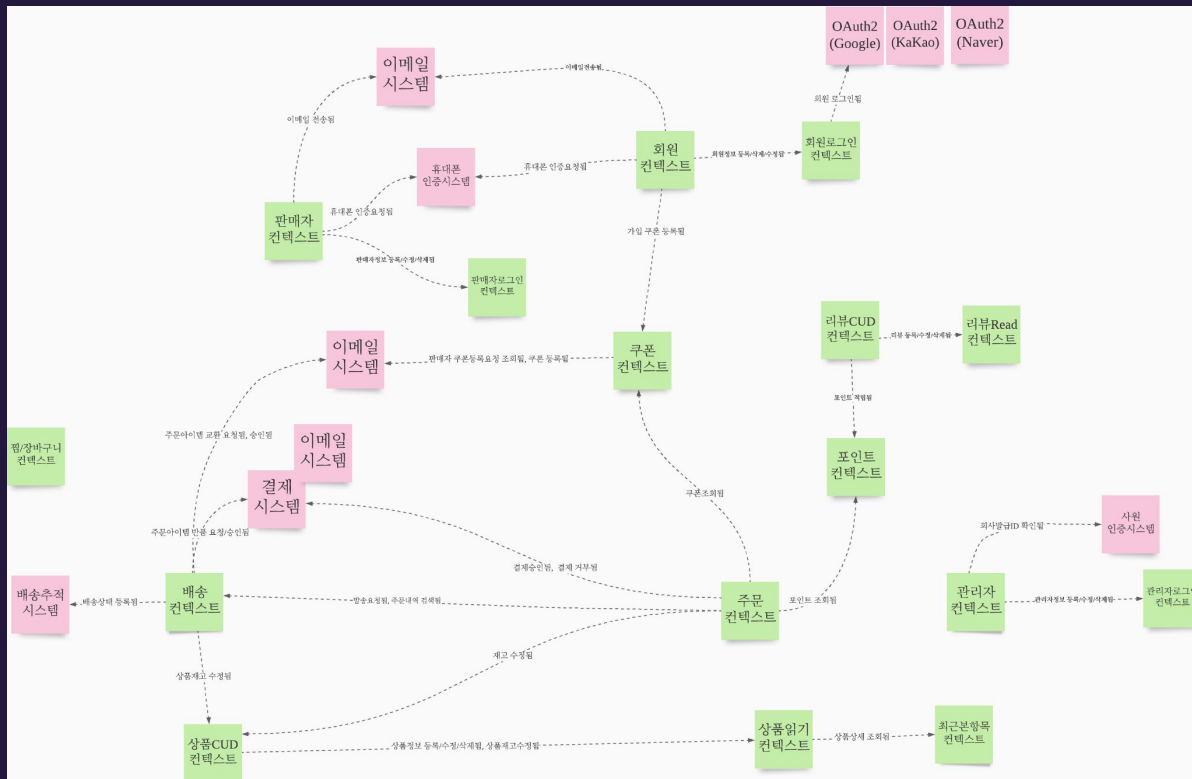 OAuth2
(Google)
OAuth2
(KaKao)
OAuth2
(Naver)
이메일
시스템
이메일전송됨
회원 로그인됨
이메일 전송됨
회원
컨텍스트
회원정보 등록/삭제/수정됨
회원로그인
컨텍스트
휴대폰
인증시스템
휴대폰 인증요청됨
판매자
컨텍스트
휴대폰 인증요청됨
가입 쿠폰 등록됨
판매자정보 등록/수정/삭제됨
판매자로그인
컨텍스트
리뷰CUD
컨텍스트
리뷰 등록/수정/삭제됨
리뷰Read
컨텍스트
이메일
시스템
판매자 쿠폰등록요청 조회됨, 쿠폰 등록됨
쿠폰
컨텍스트
포인트 적립됨
주문아이템 교환 요청됨, 승인됨
찜/장바구니
컨텍스트
이메일
시스템
포인트
컨텍스트
결제
시스템
쿠폰조회됨
사원
인증시스템
회사발급ID 확인됨
주문아이템 반품 요청/승인됨
결제승인됨, 결제 거부됨
배송추적
시스템
배송상태 등록됨
배송
컨텍스트
발송요청됨, 주문내역 검색됨
주문
컨텍스트
포인트 조회됨
관리자
컨텍스트
관리자정보 등록/수정/삭제됨
관리자로그인
컨텍스트
재고 수정됨
상품재고 수정됨
상품CUD
컨텍스트
상품정보 등록/수정/삭제됨, 상품재고수정됨
상품읽기
컨텍스트
상품상세 조회됨
최근본항목
컨텍스트